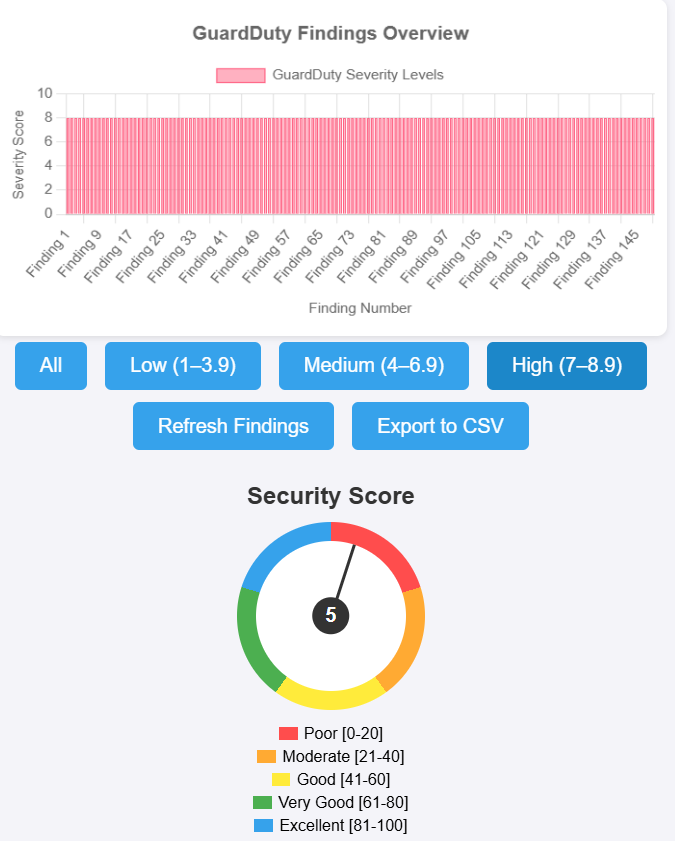 GuardDuty Findings Overview
GuardDuty Severity Levels
Severity Score
10
8
6
4
2
0
Finding 1 Finding 9 Finding 17 Finding 25 Finding 33 Finding 41 Finding 49 Finding 57 Finding 65 Finding 73 Finding 81 Finding 89 Finding 97 Finding 105 Finding 113 Finding 121 Finding 129 Finding 137 Finding 145
Finding Number
All Low (1–3.9) Medium (4–6.9) High (7–8.9)
Refresh Findings Export to CSV
Security Score
5
Poor [0-20]
Moderate [21-40]
Good [41-60]
Very Good [61-80]
Excellent [81-100]